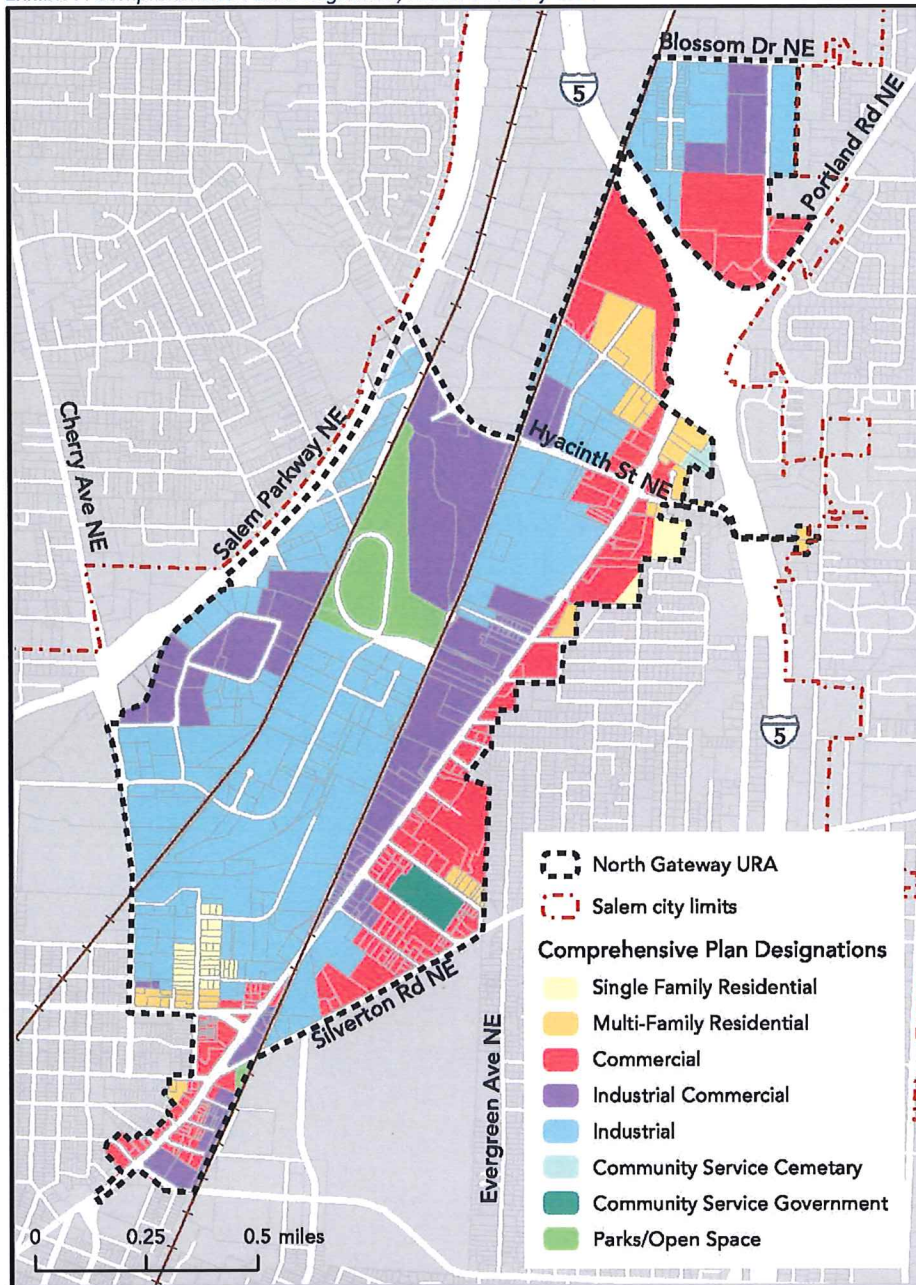 Blossom Dr NE
5
Portland Rd NE
Hyacinth St NE
Salem Parkway NE
Cherry Ave NE
5
Silverton Rd NE
Evergreen Ave NE
North Gateway URA
Salem city limits
Comprehensive Plan Designations
Single Family Residential
Multi-Family Residential
Commercial
Industrial Commercial
Industrial
Community Service Cemetary
Community Service Government
Parks/Open Space
0 0.25 0.5 miles